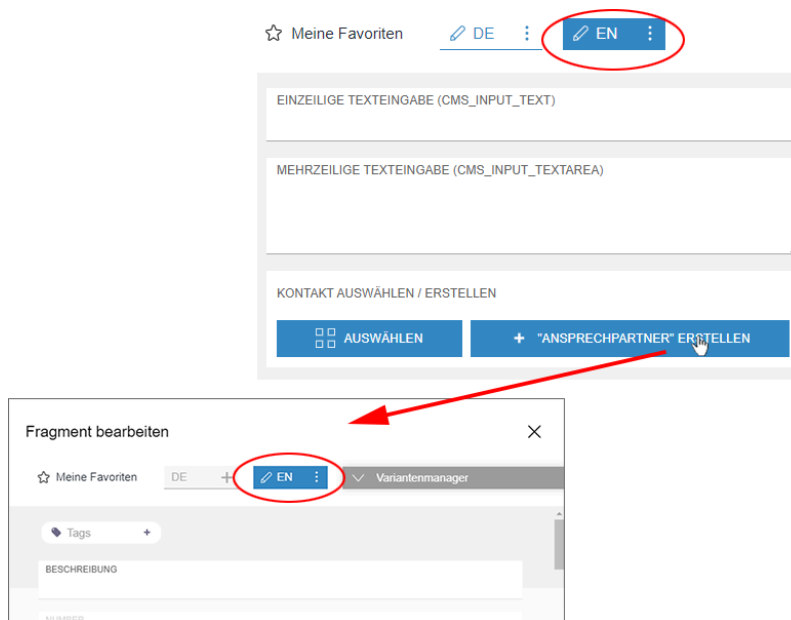 Meine Favoriten DE EN
EINZEILIGE TEXTEINGABE (CMS_INPUT_TEXT)
MEHRZEILIGE TEXTEINGABE (CMS_INPUT_TEXTAREA)
KONTAKT AUSWÄHLEN / ERSTELLEN
AUSWÄHLEN + "ANSPRECHPARTNER" ERSTELLEN
Fragment bearbeiten
Meine Favoriten DE + EN Variantenmanager
Tags +
BESCHREIBUNG
NUMBER